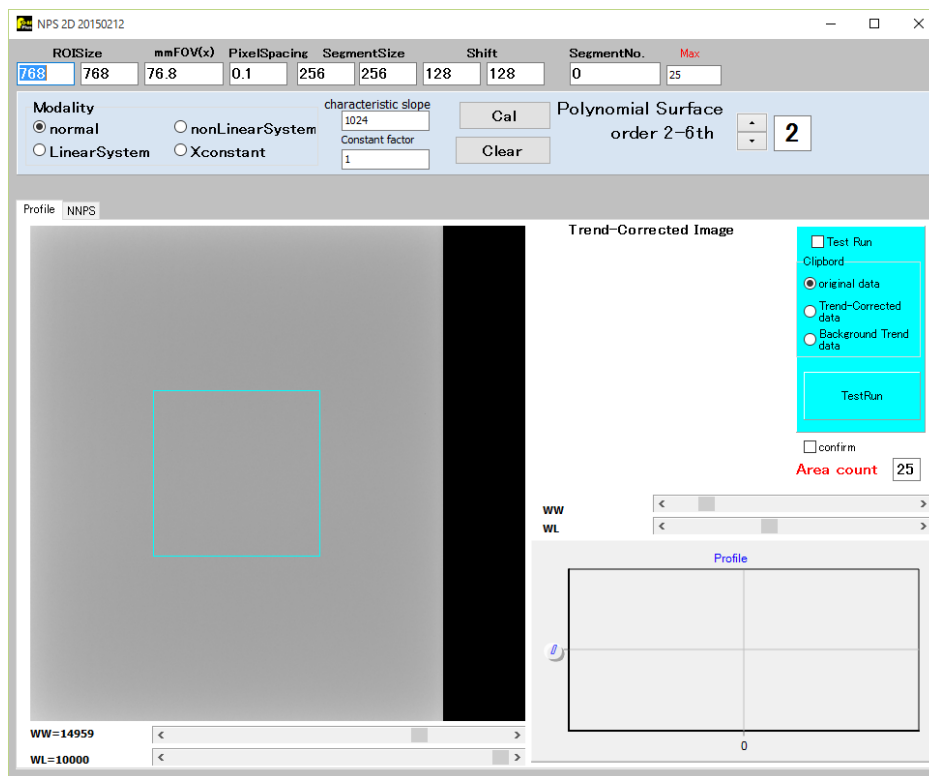 NPS 2D 20150212
ROISize mmFOV(x) PixelSpacing SegmentSize Shift SegmentNo. Max
768 768 76.8 0.1 256 256 128 128 0 25
Modality
normal nonLinearSystem
LinearSystem Xconstant
characteristic slope
1024
Constant factor
1
Cal
Clear
Polynomial Surface
order 2-6th
2
Profile NNPS
Trend-Corrected Image
Test Run
Clipbord
original data
Trend-Corrected
data
Background Trend
data
TestRun
confirm
Area count 25
WW
WL
Profile
0
WW=14959
WL=10000